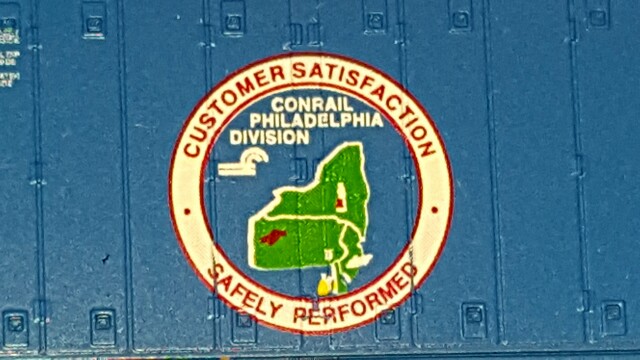 CUSTOMER SATISFACTION
CONRAIL
PHILADELPHIA
DIVISION
SAFELY PERFORMED